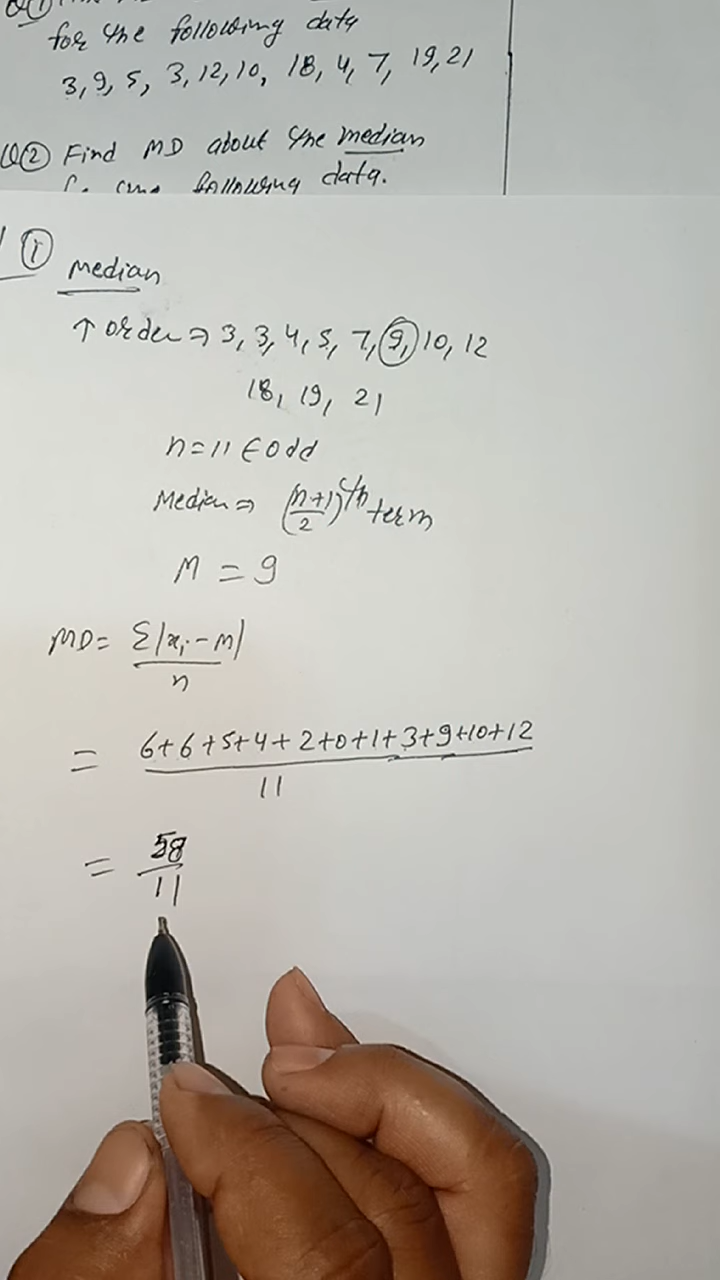 for the following data
3, 9, 5, 3, 12, 10, 18, 4, 7, 19, 21
Q② Find MD about the median
following data.
① Median
↑ order ⇒ 3, 3, 4, 5, 7, 9, 10, 12
18, 19, 21
n = 11 ∈ odd
Median ⇒ (n+1/2)th term
M = 9
MD = Σ|xi - M|/n
= 6+6+5+4+2+0+1+3+9+10+12/11
= 58/11